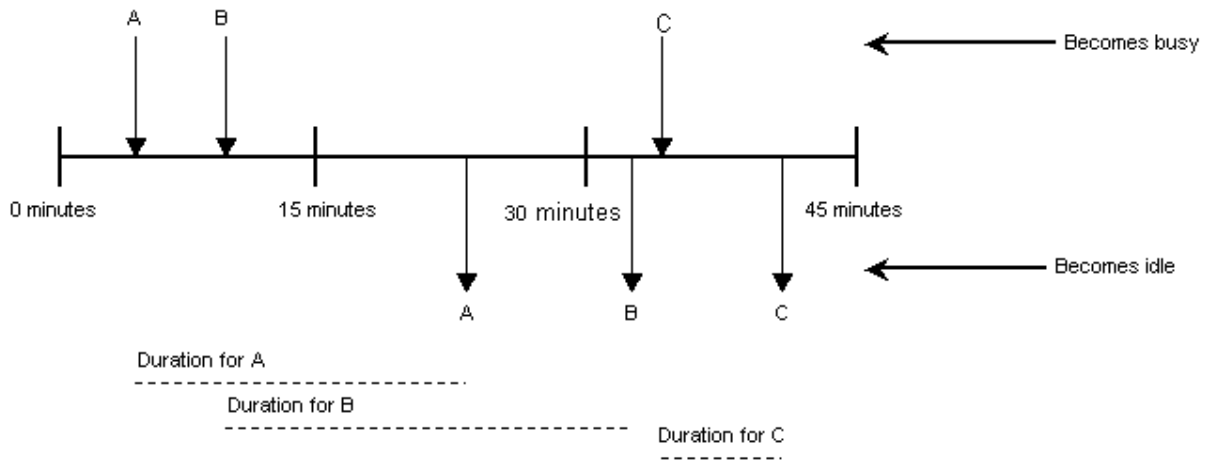 A B C
Becomes busy
0 minutes 15 minutes 30 minutes 45 minutes
Becomes idle
A B C
Duration for A
Duration for B
Duration for C